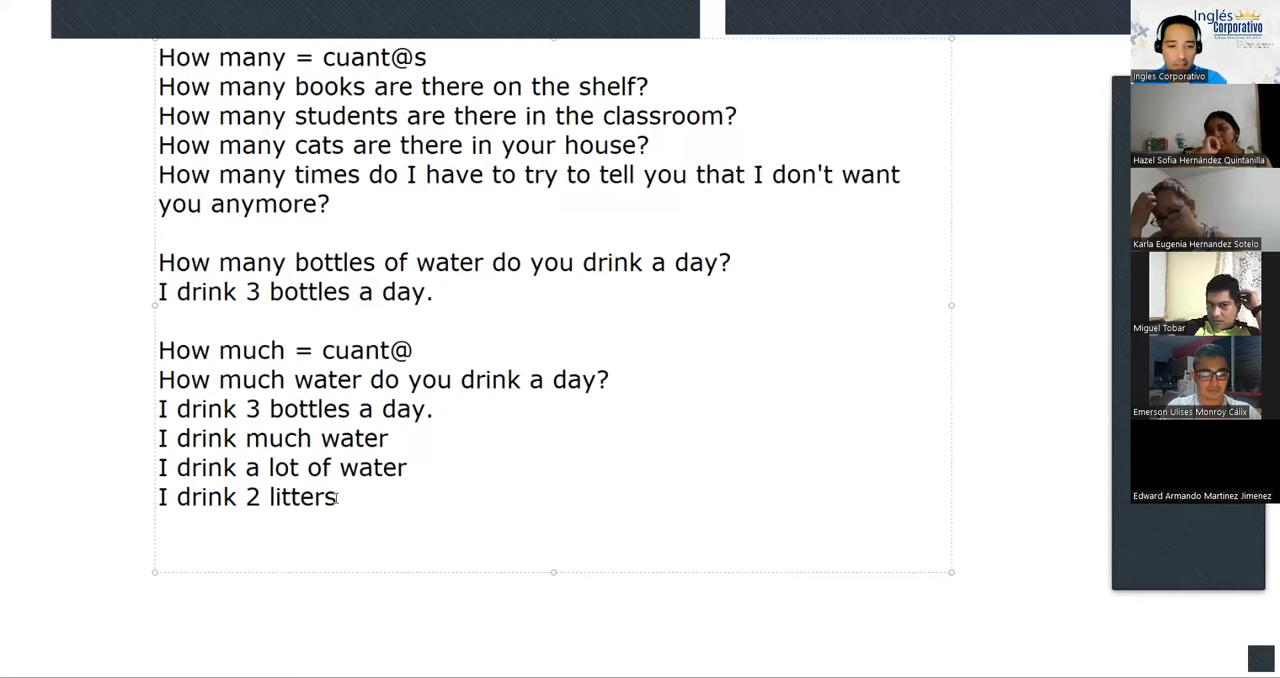 How many = cuant@s
How many books are there on the shelf?
How many students are there in the classroom?
How many cats are there in your house?
How many times do I have to try to tell you that I don't want
you anymore?
How many bottles of water do you drink a day?
I drink 3 bottles a day.
How much = cuant@
How much water do you drink a day?
I drink 3 bottles a day.
I drink much water
I drink a lot of water
I drink 2 litters
Inglés
Corporativo
Ingles Corporativo
Hazel Sofia Hernández Quintanilla
Karla Eugenia Hernandez Sotelo
Miguel Tobar
Emerson Ulises Monroy Cálix
Edward Armando Martinez Jimenez